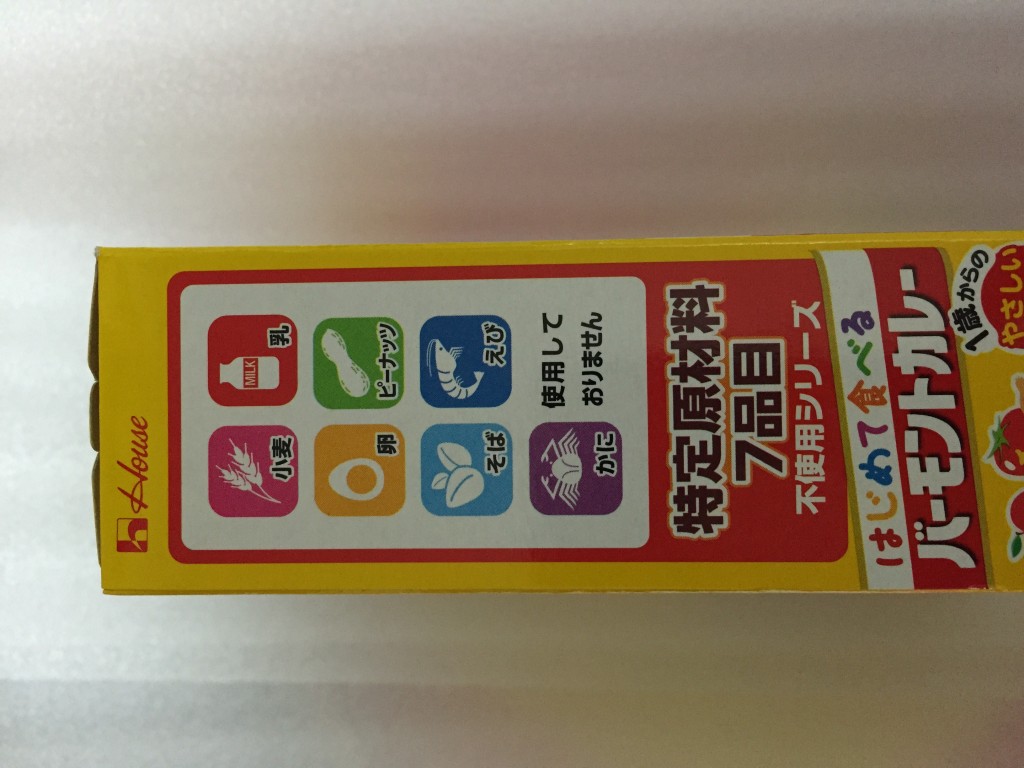 House
小麦
MILK
乳
卵
ピーナッツ
そば
えび
かに
使用して
おりません
特定原材料
7品目
不使用シリーズ
はじめて食べる
バーモントカレー
1歳からの
やさしい